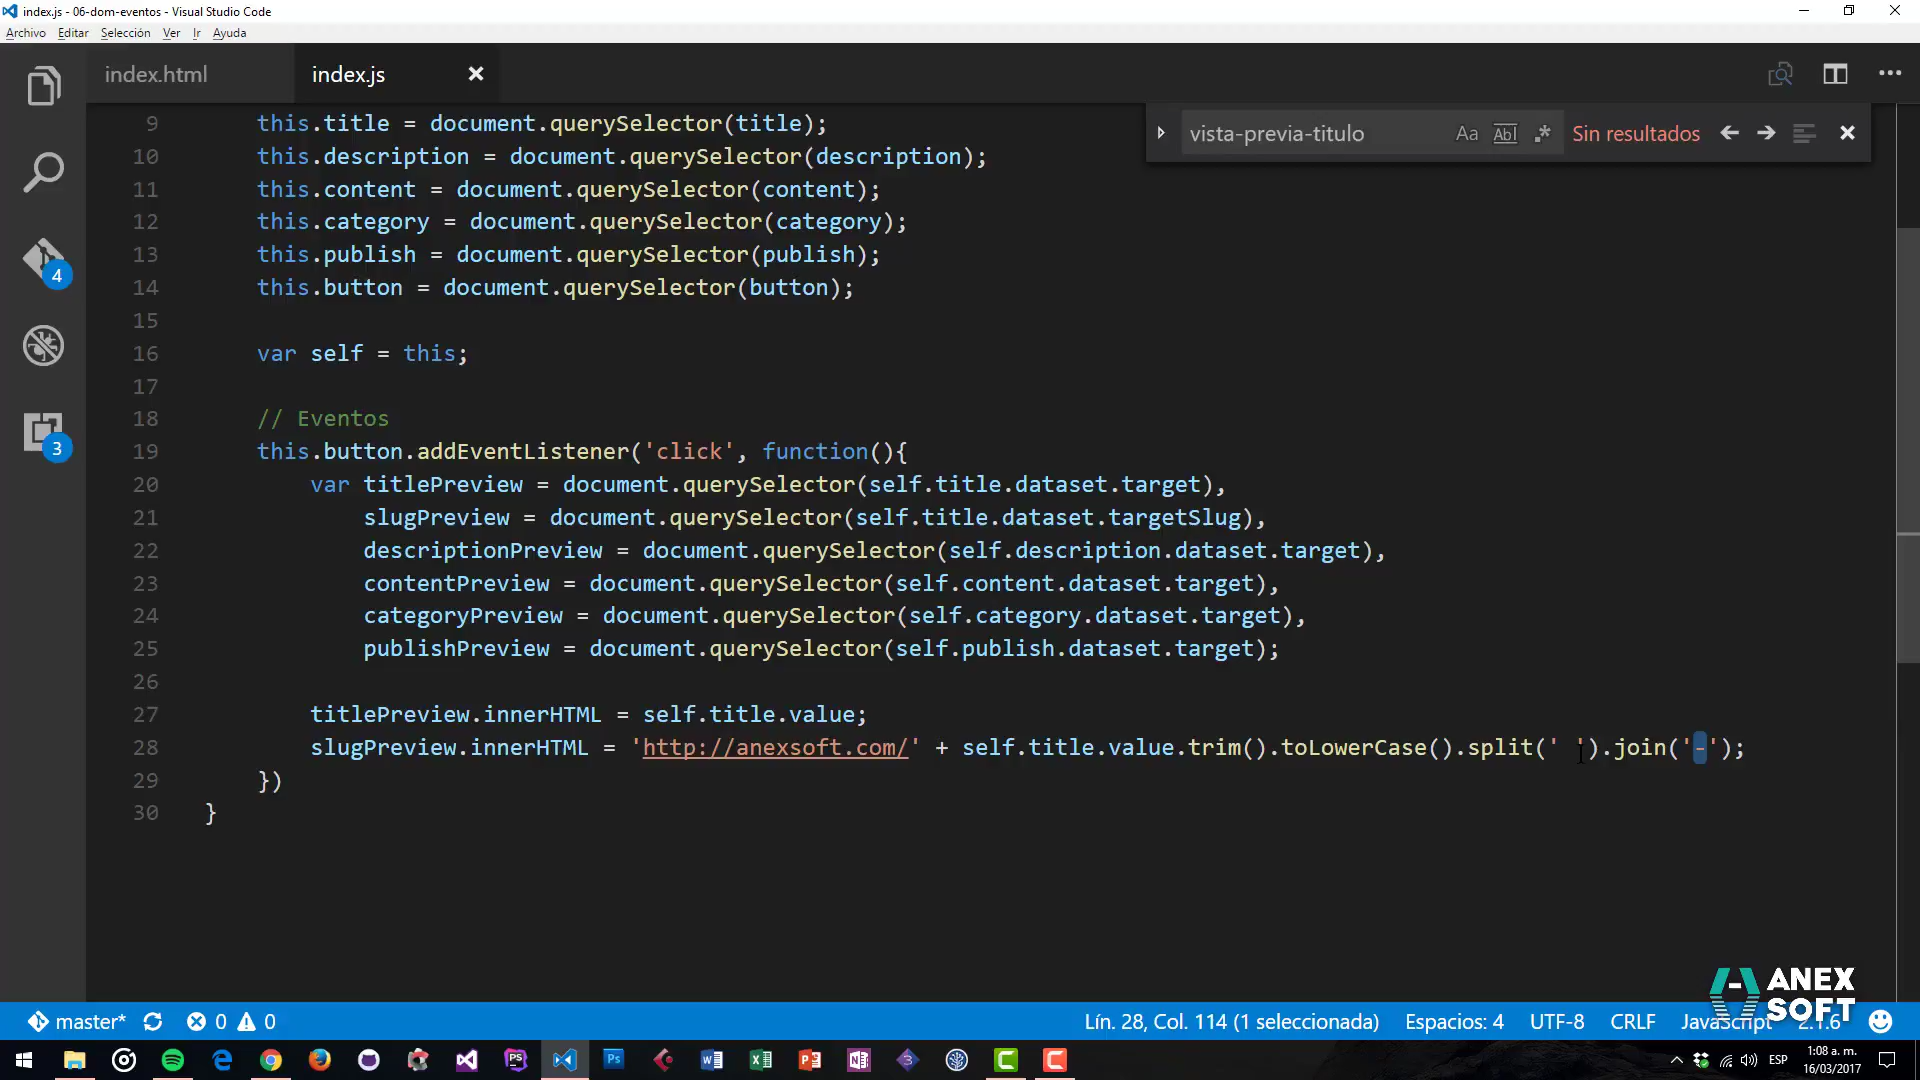 index.js - 06-dom-eventos - Visual Studio Code
Archivo Editar Selección Ver Ir Ayuda
index.html index.js
vista-previa-titulo Aa Abl .* Sin resultados
9 this.title = document.querySelector(title);
10 this.description = document.querySelector(description);
11 this.content = document.querySelector(content);
12 this.category = document.querySelector(category);
13 this.publish = document.querySelector(publish);
14 this.button = document.querySelector(button);
15
16 var self = this;
17
18 // Eventos
19 this.button.addEventListener('click', function(){
20 var titlePreview = document.querySelector(self.title.dataset.target),
21 slugPreview = document.querySelector(self.title.dataset.targetSlug),
22 descriptionPreview = document.querySelector(self.description.dataset.target),
23 contentPreview = document.querySelector(self.content.dataset.target),
24 categoryPreview = document.querySelector(self.category.dataset.target),
25 publishPreview = document.querySelector(self.publish.dataset.target);
26
27 titlePreview.innerHTML = self.title.value;
28 slugPreview.innerHTML = 'http://anexsoft.com/' + self.title.value.trim().toLowerCase().split(' ').join('-');
29 })
30 }
4
3
ANEX
SOFT
master* 0 0 Lín. 28, Col. 114 (1 seleccionada) Espacios: 4 UTF-8 CRLF JavaScript 2.1.6
ESP 1:08 a. m.
16/03/2017